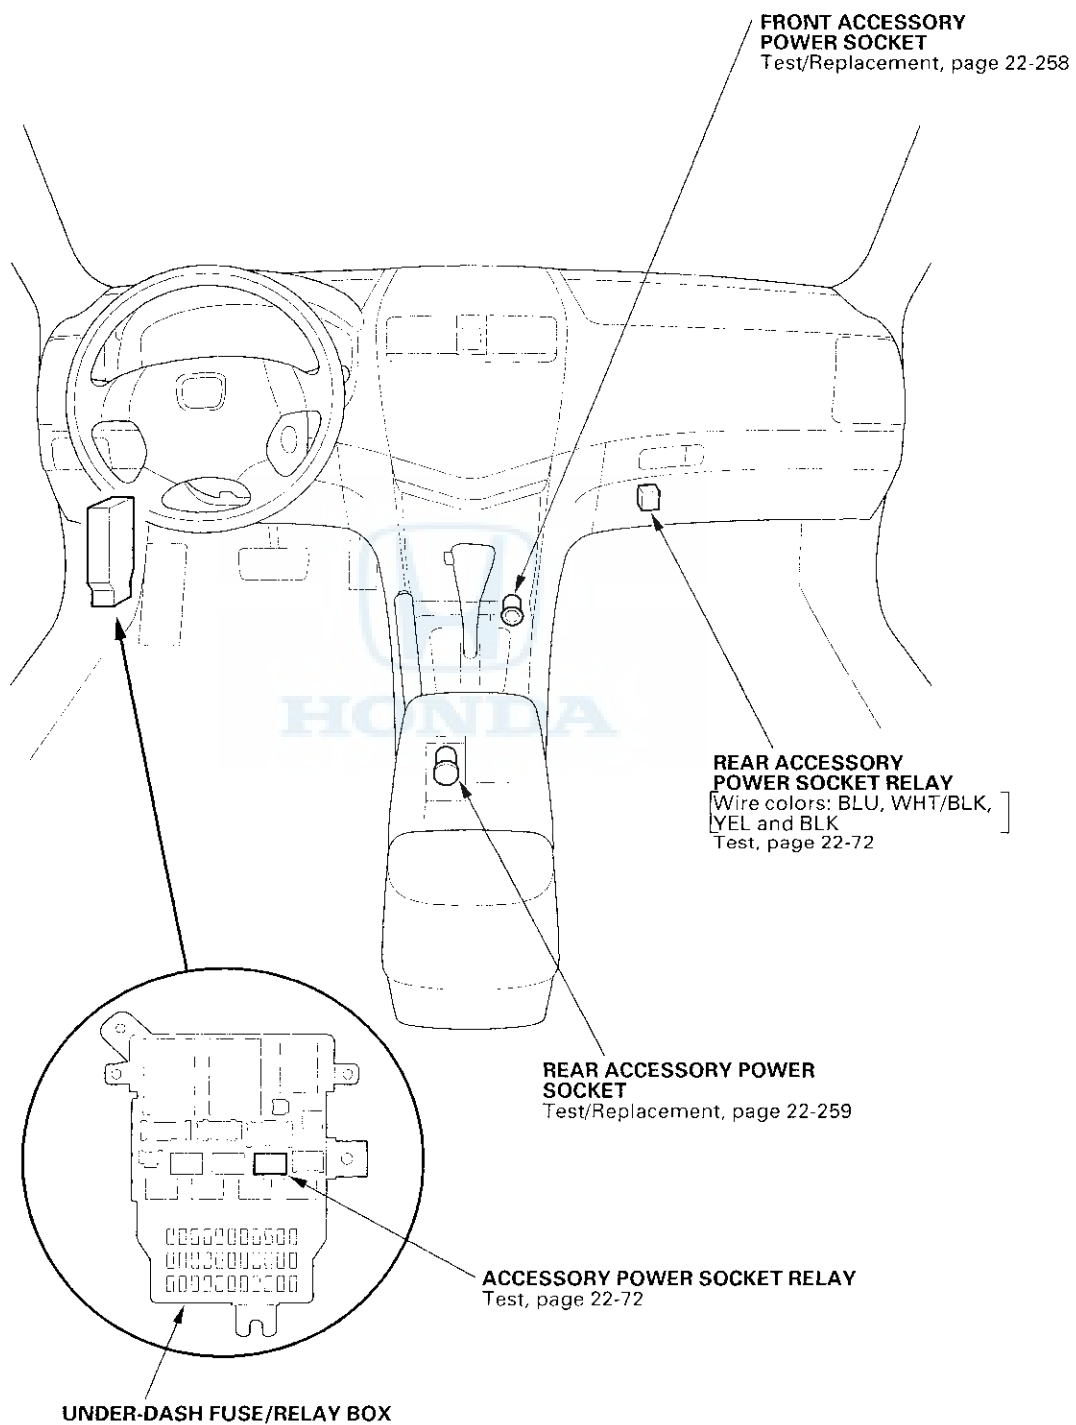 FRONT ACCESSORY
POWER SOCKET
Test/Replacement, page 22-258
HONDA
REAR ACCESSORY
POWER SOCKET RELAY
[Wire colors: BLU, WHT/BLK,
YEL and BLK]
Test, page 22-72
REAR ACCESSORY POWER
SOCKET
Test/Replacement, page 22-259
ACCESSORY POWER SOCKET RELAY
Test, page 22-72
UNDER-DASH FUSE/RELAY BOX